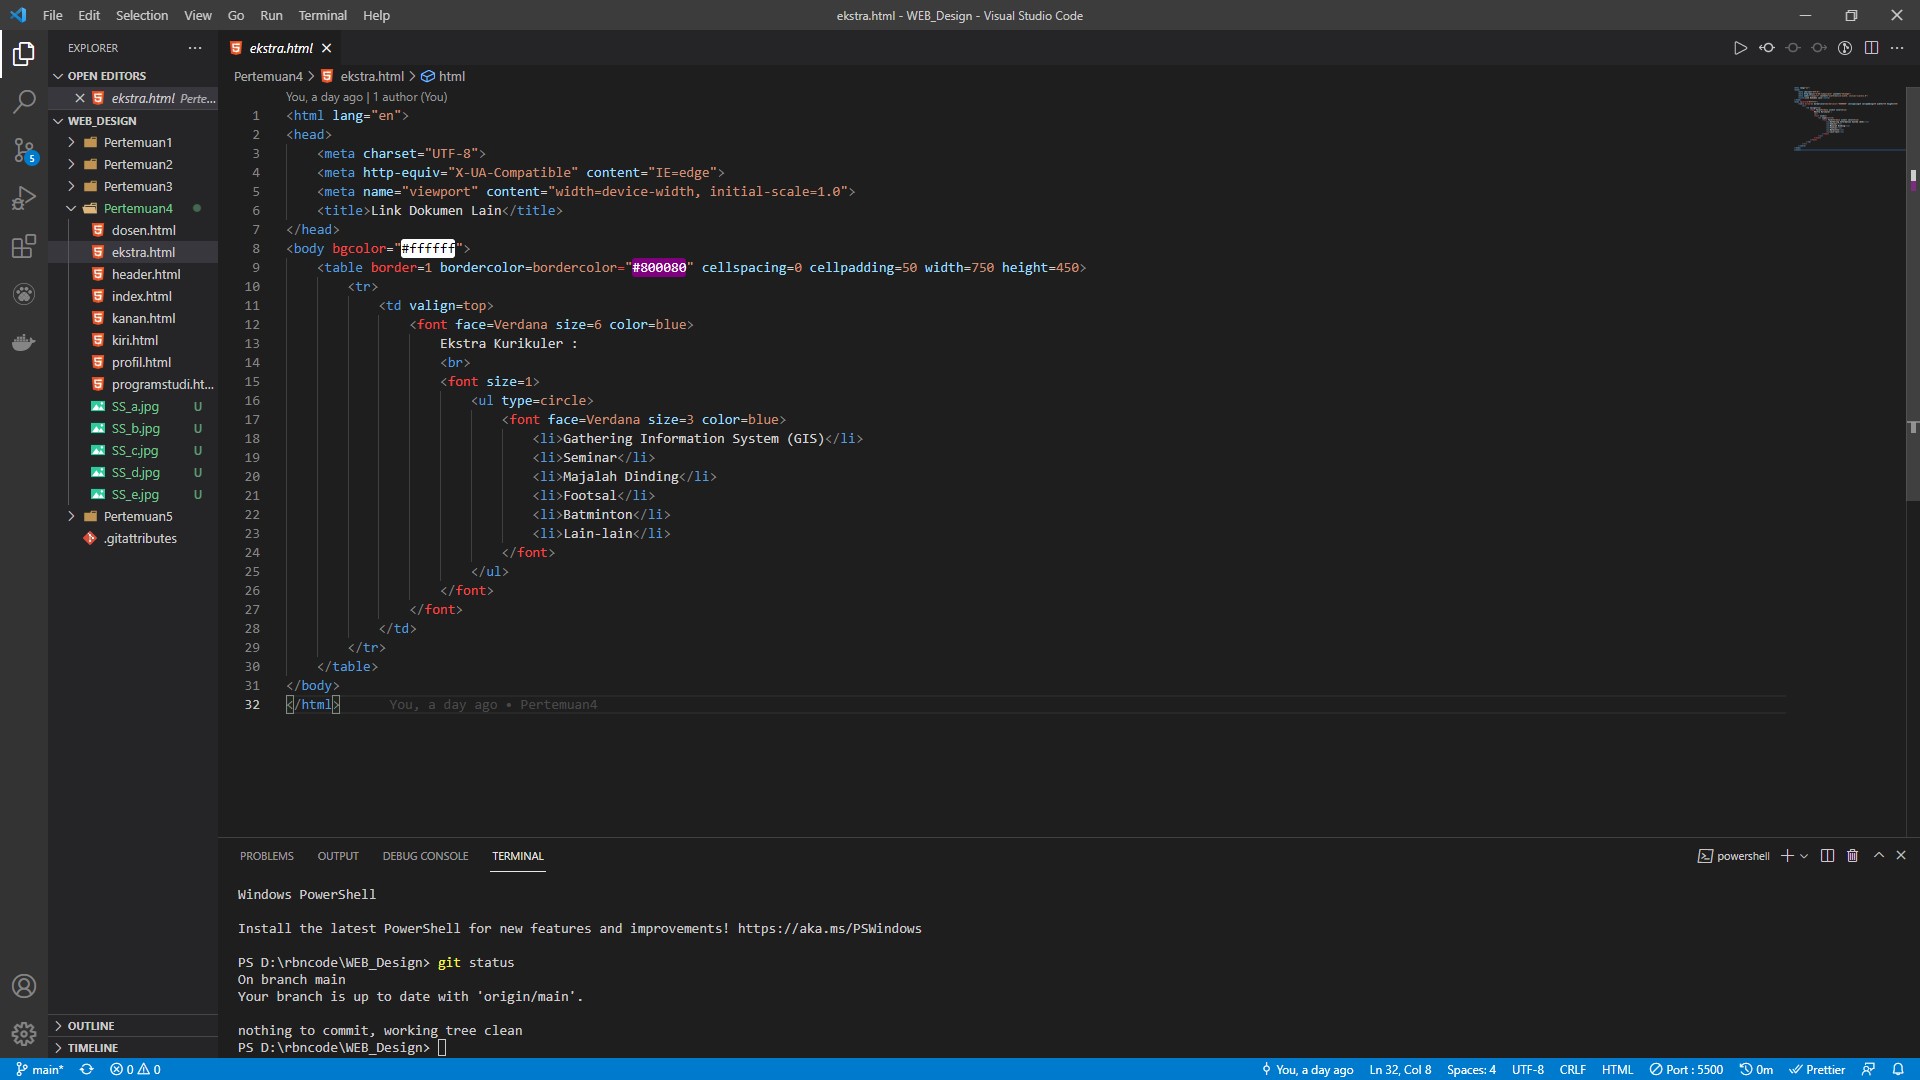 File Edit Selection View Go Run Terminal Help
ekstra.html - WEB_Design - Visual Studio Code
EXPLORER
OPEN EDITORS
ekstra.html Perte...
WEB_DESIGN
Pertemuan1
Pertemuan2
Pertemuan3
Pertemuan4
dosen.html
ekstra.html
header.html
index.html
kanan.html
kiri.html
profil.html
programstudi.ht...
SS_a.jpg U
SS_b.jpg U
SS_c.jpg U
SS_d.jpg U
SS_e.jpg U
Pertemuan5
.gitattributes
OUTLINE
TIMELINE
5
ekstra.html
Pertemuan4 > ekstra.html > html
You, a day ago | 1 author (You)
1 <html lang="en">
2 <head>
3 <meta charset="UTF-8">
4 <meta http-equiv="X-UA-Compatible" content="IE=edge">
5 <meta name="viewport" content="width=device-width, initial-scale=1.0">
6 <title>Link Dokumen Lain</title>
7 </head>
8 <body bgcolor="#ffffff">
9 <table border=1 bordercolor=bordercolor="#800080" cellspacing=0 cellpadding=50 width=750 height=450>
10 <tr>
11 <td valign=top>
12 <font face=Verdana size=6 color=blue>
13 Ekstra Kurikuler :
14 <br>
15 <font size=1>
16 <ul type=circle>
17 <font face=Verdana size=3 color=blue>
18 <li>Gathering Information System (GIS)</li>
19 <li>Seminar</li>
20 <li>Majalah Dinding</li>
21 <li>Footsal</li>
22 <li>Batminton</li>
23 <li>Lain-lain</li>
24 </font>
25 </ul>
26 </font>
27 </font>
28 </td>
29 </tr>
30 </table>
31 </body>
32 </html> You, a day ago • Pertemuan4
PROBLEMS OUTPUT DEBUG CONSOLE TERMINAL
powershell
Windows PowerShell
Install the latest PowerShell for new features and improvements! https://aka.ms/PSWindows
PS D:\rbncode\WEB_Design> git status
On branch main
Your branch is up to date with 'origin/main'.
nothing to commit, working tree clean
PS D:\rbncode\WEB_Design>
main* 0 0 You, a day ago Ln 32, Col 8 Spaces: 4 UTF-8 CRLF HTML Port : 5500 0m Prettier